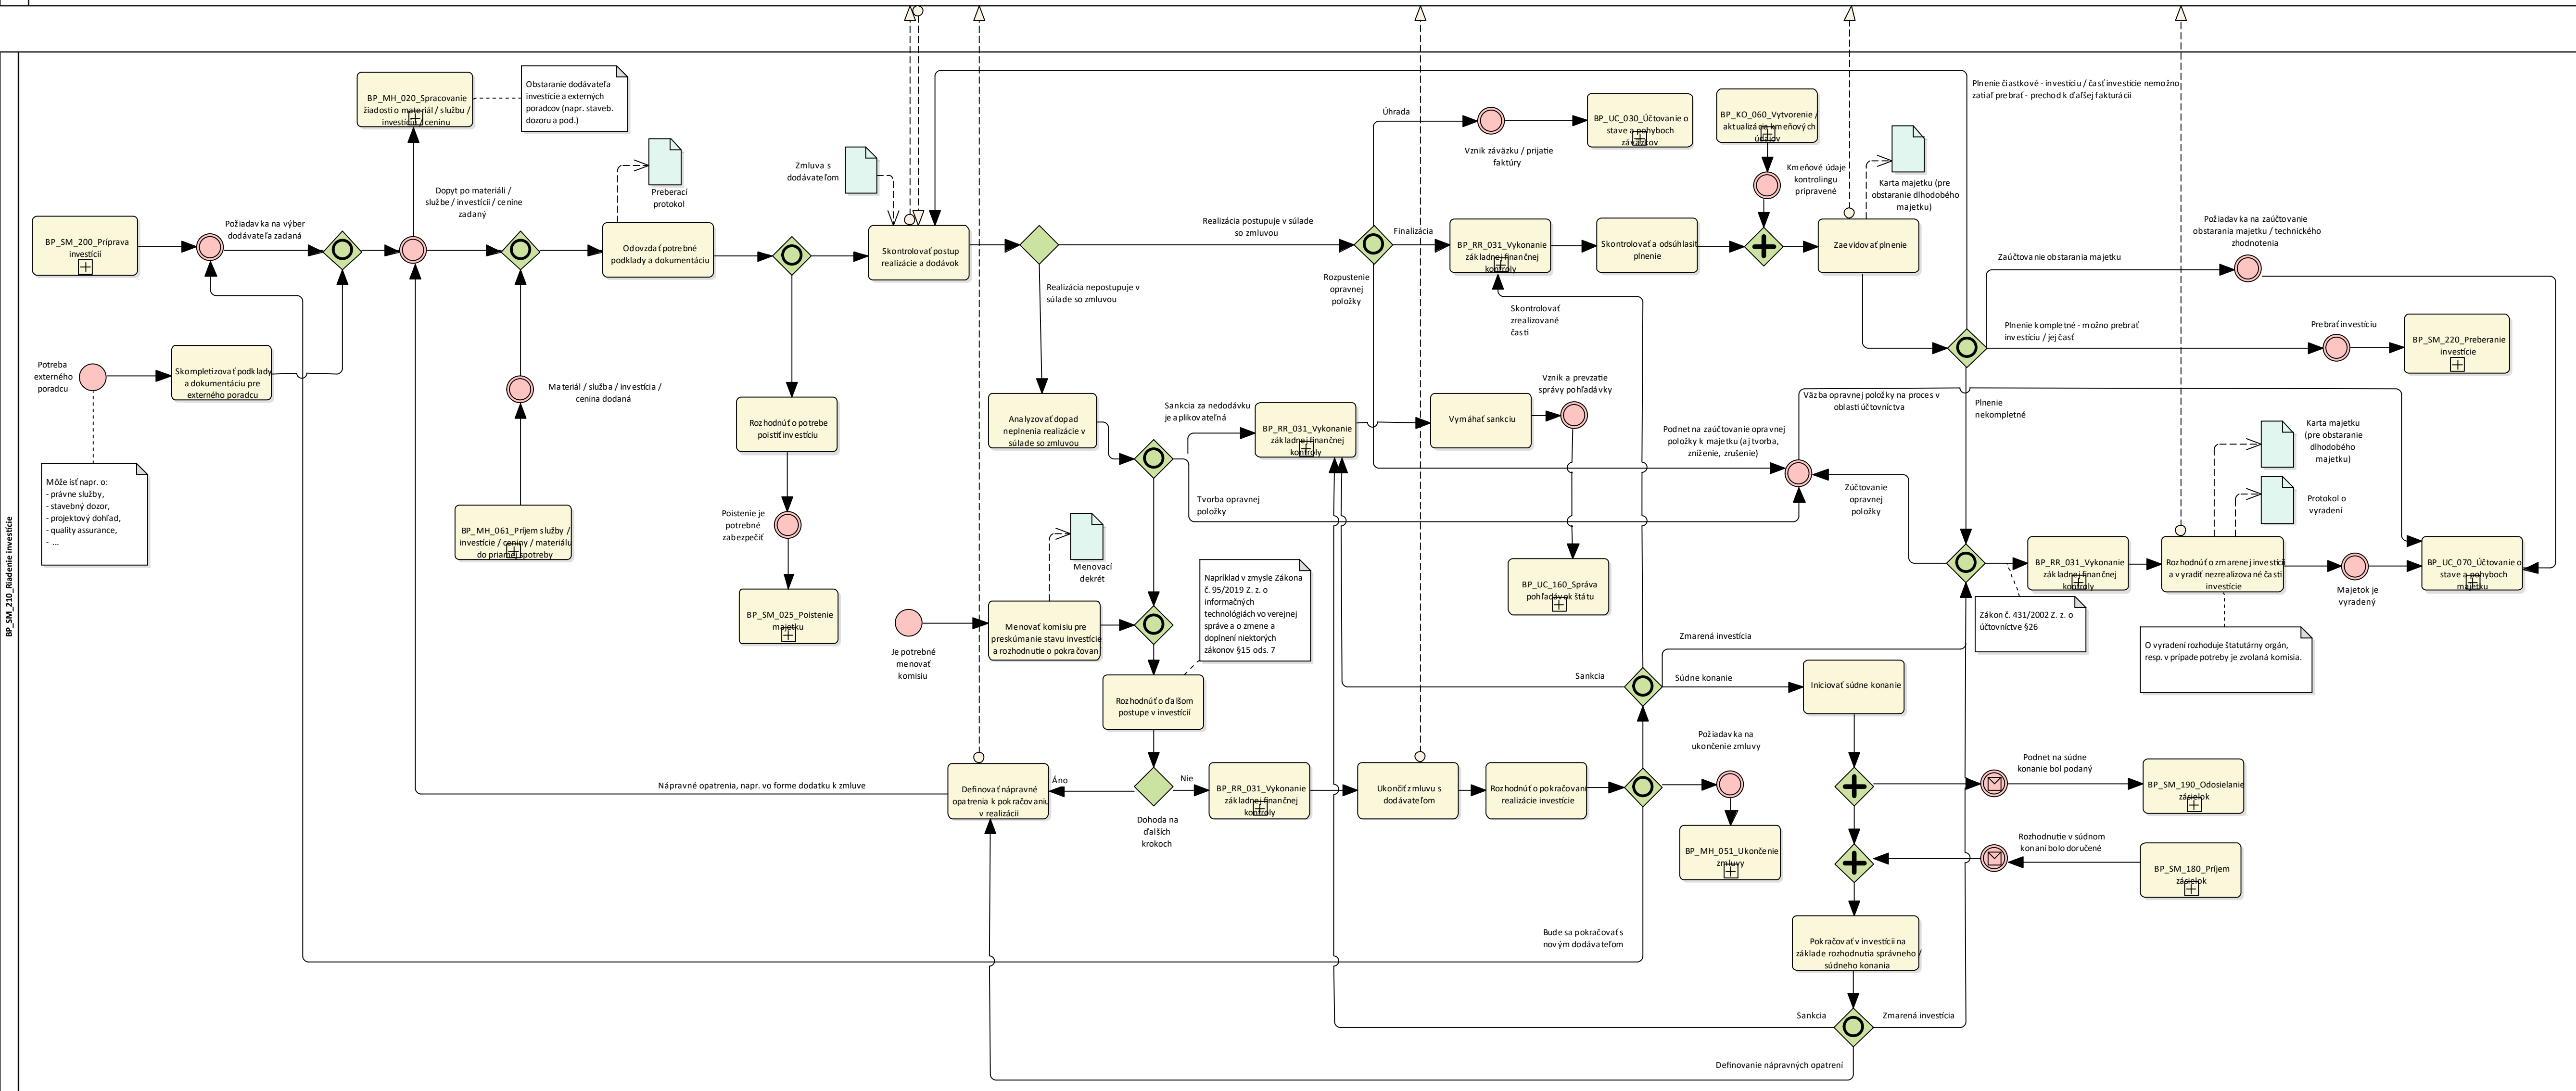 BP_SM_210_Riadenie investície
BP_MH_020_Spracovanie
žiadosti o materiál / službu /
investíciu / ceninu
Obstaranie dodávateľa
investície a externých
poradcov (napr. staveb.
dozoru a pod.)
Preberací
protokol
Zmluva s
dodávateľom
Dopyt po materiáli /
službe / investícii / cenine
zadaný
BP_SM_200_Príprava
investícií
Požiadavka na výber
dodávateľa zadaná
Odovzdať potrebné
podklady a dokumentáciu
Skontrolovať postup
realizácie a dodávok
Realizácia postupuje v súlade
so zmluvou
Realizácia nepostupuje v
súlade so zmluvou
Úhrada
Vznik záväzku / prijatie
faktúry
BP_UC_030_Účtovanie o
stave a pohyboch
záväzkov
BP_KO_060_Vytvorenie /
aktualizácia kmeňových
údajov
Kmeňové údaje
kontrolingu
pripravené
Karta majetku (pre
obstaranie dlhodobého
majetku)
Plnenie čiastkové - investíciu / časť investície nemožno
zatiaľ prebrať - prechod k ďaľšej fakturácii
Finalizácia
BP_RR_031_Vykonanie
základnej finančnej
kontroly
Skontrolovať a odsúhlasiť
plnenie
Zaevidovať plnenie
Rozpustenie
opravnej
položky
Skontrolovať
zrealizované
časti
Požiadavka na zaúčtovanie
obstarania majetku / technického
zhodnotenia
Zaúčtovanie obstarania majetku
Plnenie kompletné - možno prebrať
investíciu / jej časť
Prebrať investíciu
BP_SM_220_Preberanie
investície
Potreba
externého
poradcu
Skompletizovať podklady
a dokumentáciu pre
externého poradcu
Materiál / služba / investícia /
cenina dodaná
Môže ísť napr. o:
- právne služby,
- stavebný dozor,
- projektový dohľad,
- quality assurance,
- ...
BP_MH_061_Príjem služby /
investície / ceniny / materiálu
do priamej spotreby
Rozhodnúť o potrebe
poistiť investíciu
Poistenie je
potrebné
zabezpečiť
BP_SM_025_Poistenie
majetku
Analyzovať dopad
neplnenia realizácie v
súlade so zmluvou
Sankcia za nedodávku
je aplikovateľná
BP_RR_031_Vykonanie
základnej finančnej
kontroly
Vymáhať sankciu
Vznik a prevzatie
správy pohľadávky
Tvorba opravnej
položky
Podnet na zaúčtovanie opravnej
položky k majetku (aj tvorba,
zníženie, zrušenie)
Väzba opravnej položky na proces v
oblasti účtovníctva
Plnenie
nekompletné
Zúčtovanie
opravnej
položky
Karta majetku
(pre obstaranie
dlhodobého
majetku)
Protokol o
vyradení
Menovací
dekrét
Je potrebné
menovať
komisiu
Menovať komisiu pre
preskúmanie stavu investície
a rozhodnutie o pokračovaní
Napríklad v zmysle Zákona
č. 95/2019 Z. z. o
informačných
technológiách vo verejnej
správe a o zmene a
doplnení niektorých
zákonov §15 ods. 7
BP_UC_160_Správa
pohľadávok štátu
BP_RR_031_Vykonanie
základnej finančnej
kontroly
Rozhodnúť o zmarenej investícii
a vyradiť nezrealizované časti
investície
Majetok je
vyradený
BP_UC_070_Účtovanie o
stave a pohyboch
majetku
Zákon č. 431/2002 Z. z. o
účtovníctve §26
O vyradení rozhoduje štatutárny orgán,
resp. v prípade potreby je zvolaná komisia.
Zmarená investícia
Sankcia
Súdne konanie
Iniciovať súdne konanie
Rozhodnúť o ďaľšom
postupe v investícií
Požiadavka na
ukončenie zmluvy
Nápravné opatrenia, napr. vo forme dodatku k zmluve
Definovať nápravné
opatrenia k pokračovaniu
v realizácii
Áno
Nie
Dohoda na
ďalších
krokoch
BP_RR_031_Vykonanie
základnej finančnej
kontroly
Ukončiť zmluvu s
dodávateľom
Rozhodnúť o pokračovaní
realizácie investície
BP_MH_051_Ukončenie
zmluvy
Podnet na súdne
konanie bol podaný
BP_SM_190_Odosielanie
zásielok
Rozhodnutie v súdnom
konaní bolo doručené
BP_SM_180_Príjem
zásielok
Bude sa pokračovať s
novým dodávateľom
Pokračovať v investícii na
základe rozhodnutia správneho /
súdneho konania
Sankcia
Zmarená investícia
Definovanie nápravných opatrení